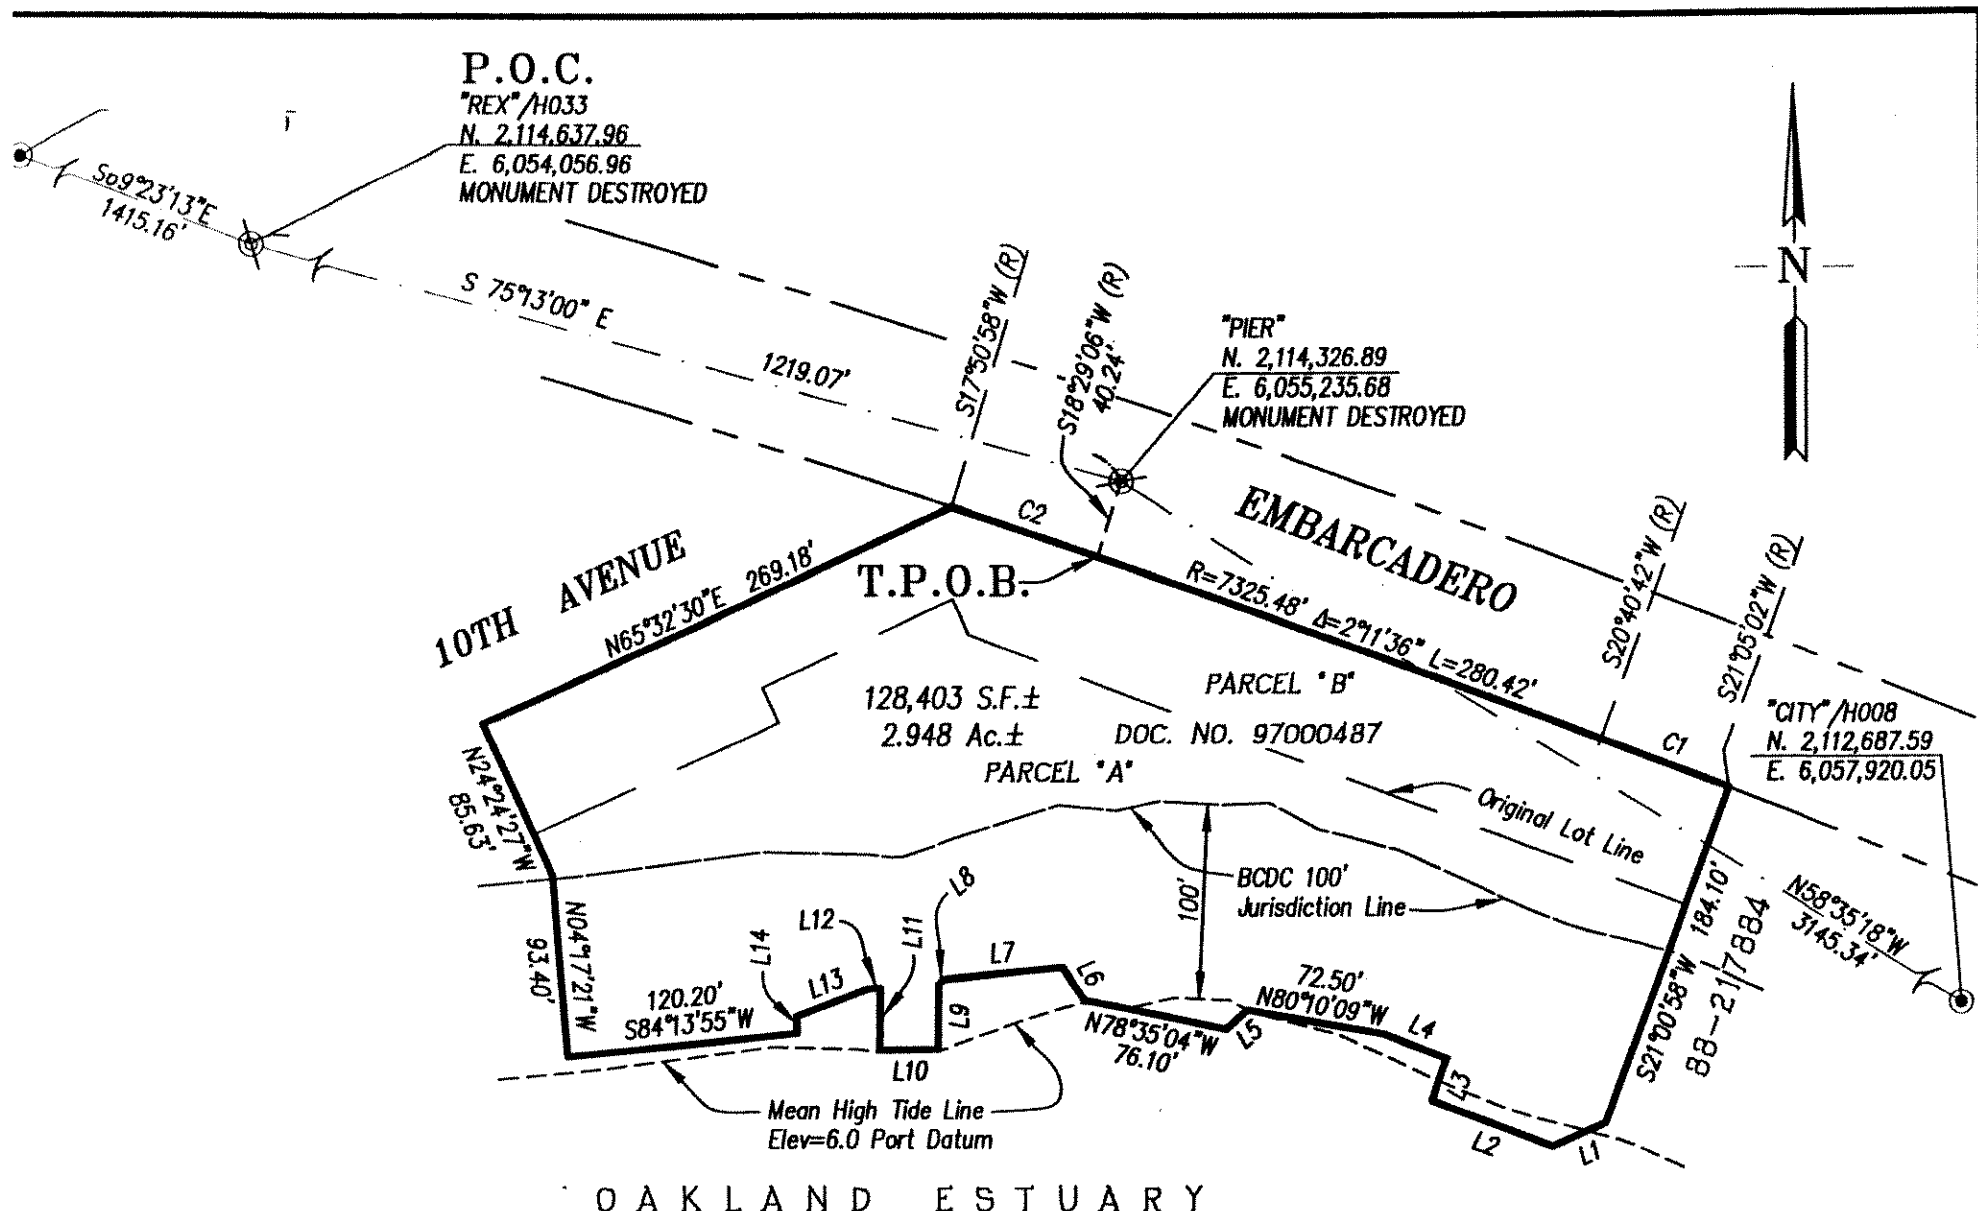 P.O.C.
"REX"/H033
N. 2,114,637.96
E. 6,054,056.96
MONUMENT DESTROYED
S69°23'13"E
1415.16'
S 75°13'00" E
1219.07'
S17°50'58"W (R)
S18°29'06"W (R)
40.24'
"PIER"
N. 2,114,326.89
E. 6,055,235.68
MONUMENT DESTROYED
N
EMBARCADERO
C2
10TH AVENUE
N65°32'30"E 269.18'
T.P.O.B.
R=7325.48' Δ=2°11'36" L=280.42'
S20°40'42"W (R)
S21°05'02"W (R)
C1
"CITY"/H008
N. 2,112,687.59
E. 6,057,920.05
PARCEL "B"
128,403 S.F.±
2.948 Ac.±
DOC. NO. 97000487
PARCEL "A"
N24°24'27"W
85.63'
Original Lot Line
BCDC 100'
Jurisdiction Line
100'
N58°35'18"W
3145.34'
184.10'
S21°00'58"W
88-217884
N04°17'21"W
93.40'
120.20'
S84°13'55"W
L14
L13
L12
L11
L8
L7
L9
L10
L6
N78°35'04"W
76.10'
L5
72.50'
N80°10'09"W
L4
L3
L2
L1
Mean High Tide Line
Elev=6.0 Port Datum
OAKLAND ESTUARY